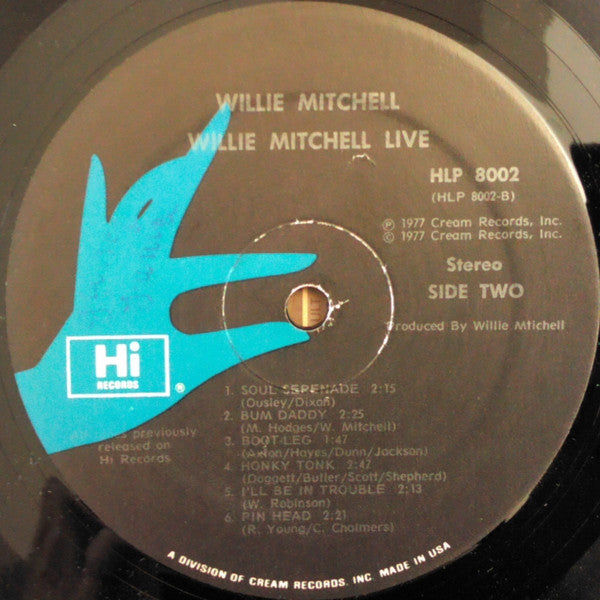 WILLIE MITCHELL
WILLIE MITCHELL LIVE
HLP 8002
(HLP 8002-B)
℗ 1977 Cream Records, Inc.
© 1977 Cream Records, Inc.
Stereo
SIDE TWO
Produced By Willie Mtichell
Hi
RECORDS
®
previously
released on
Hi Records
1. SOUL SERENADE 2:15
(Ousley/Dixon)
2. BUM DADDY 2:25
(M. Hodges/W. Mitchell)
3. BOOT-LEG 1:47
(Axton/Hayes/Dunn/Jackson)
4. HONKY TONK 2:47
(Doggett/Butler/Scott/Shepherd)
5. I'LL BE IN TROUBLE 2:13
(W. Robinson)
6. PIN HEAD 2:21
(R. Young/C. Chalmers)
A DIVISION OF CREAM RECORDS, INC. MADE IN USA